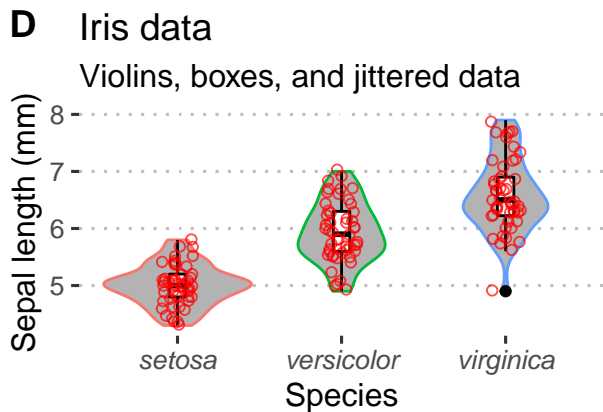 D Iris data
Violins, boxes, and jittered data
Sepal length (mm)
8
7
6
5
setosa versicolor virginica
Species